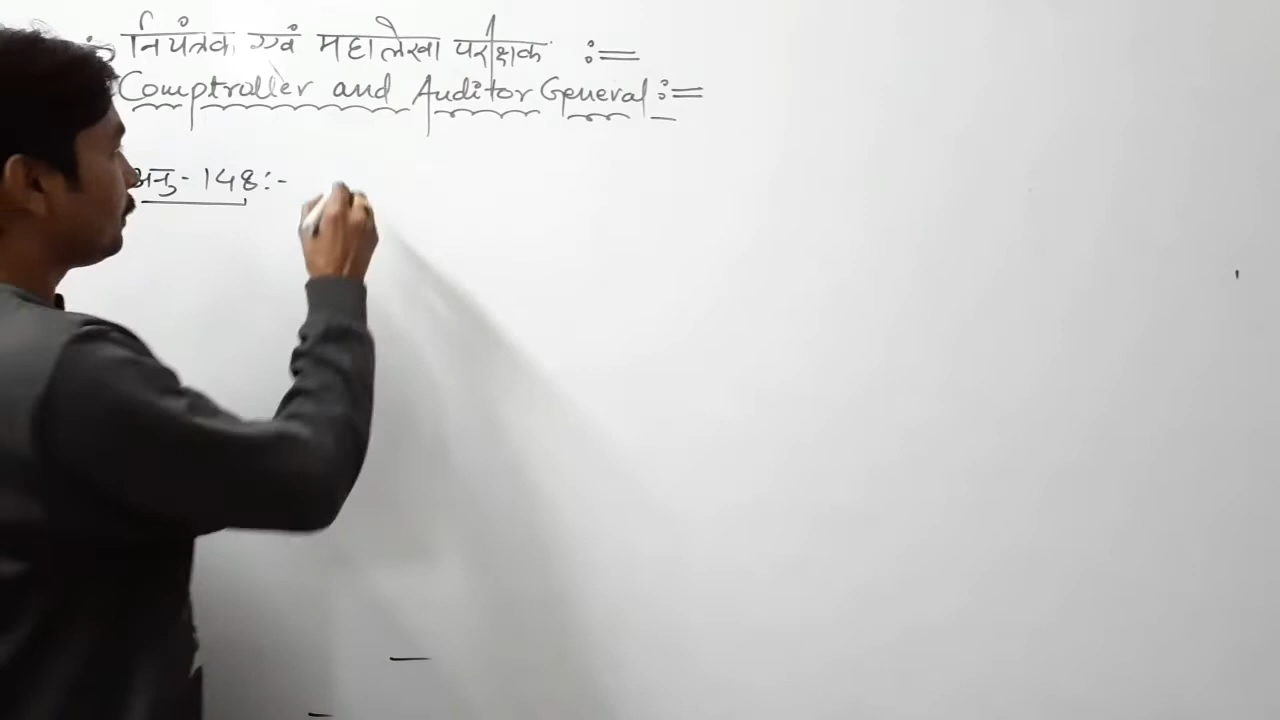 नियंत्रक एवं महालेखा परीक्षक :=
Comptroller and Auditor General :=
अनु - 148 :-